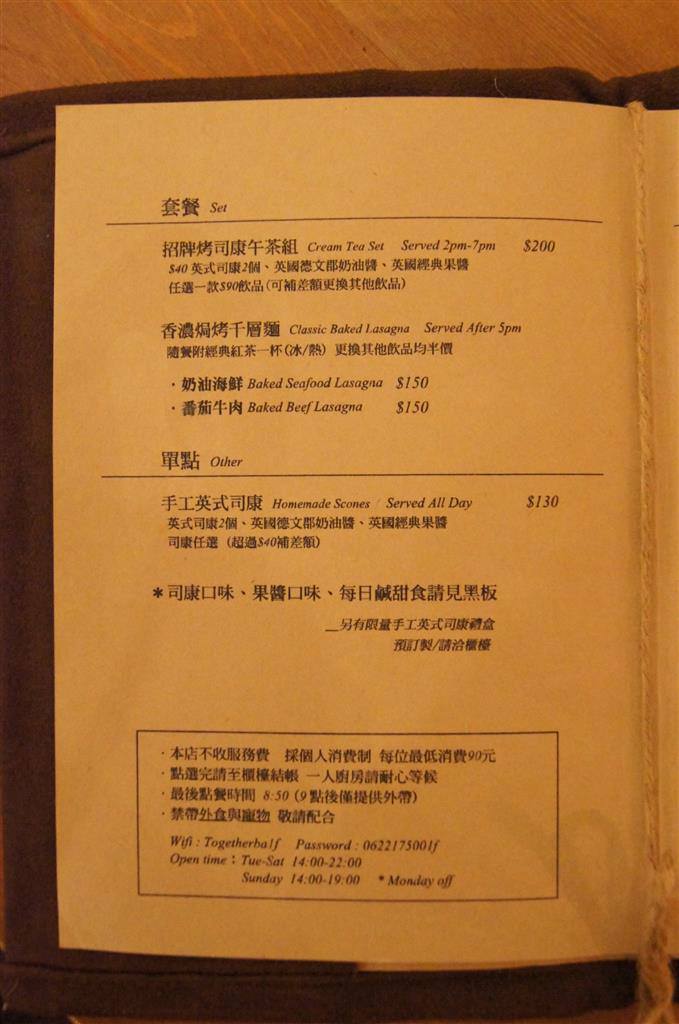 套餐 Set
招牌烤司康午茶組 Cream Tea Set Served 2pm-7pm $200
$40 英式司康2個、英國德文郡奶油醬、英國經典果醬
任選一款$90飲品(可補差額更換其他飲品)
香濃焗烤千層麵 Classic Baked Lasagna Served After 5pm
隨餐附經典紅茶一杯(冰/熱) 更換其他飲品均半價
・奶油海鮮 Baked Seafood Lasagna $150
・番茄牛肉 Baked Beef Lasagna $150
單點 Other
手工英式司康 Homemade Scones / Served All Day $130
英式司康2個、英國德文郡奶油醬、英國經典果醬
司康任選 (超過$40補差額)
＊司康口味、果醬口味、每日鹹甜食請見黑板
__另有限量手工英式司康禮盒
預訂製/請洽櫃檯
・本店不收服務費 採個人消費制 每位最低消費90元
・點選完請至櫃檯結帳 一人廚房請耐心等候
・最後點餐時間 8:50 (9點後僅提供外帶)
・禁帶外食與寵物 敬請配合
Wifi : Togetherba1f Password : 0622175001f
Open time : Tue-Sat 14:00-22:00
Sunday 14:00-19:00 * Monday off